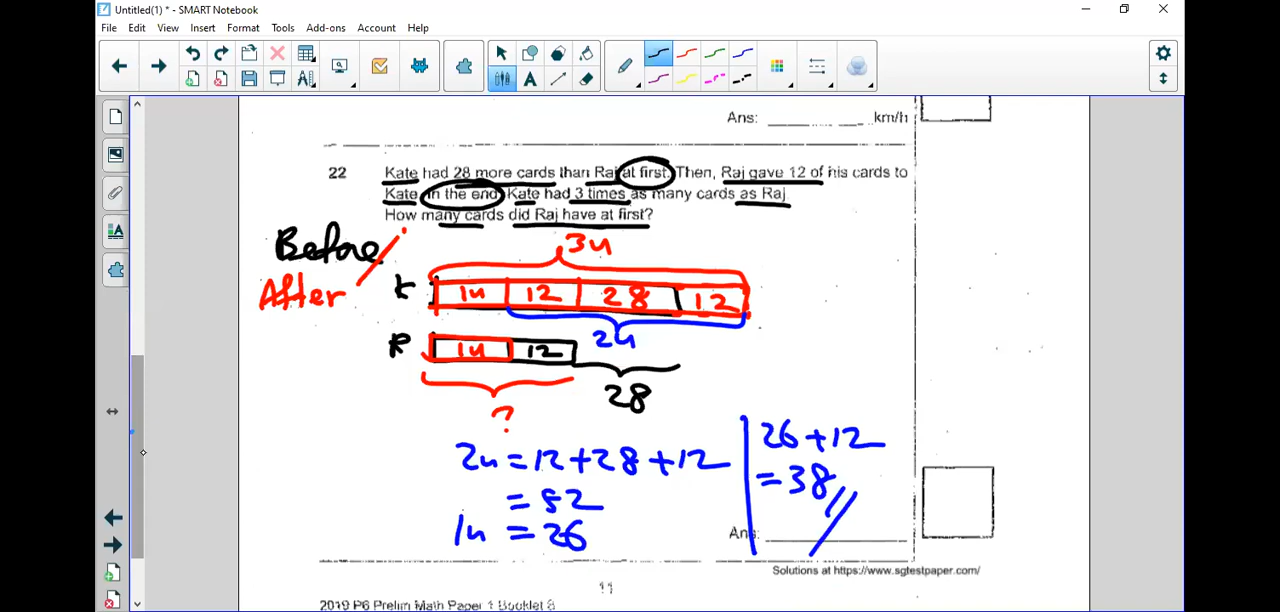 Untitled(1) * - SMART Notebook
File Edit View Insert Format Tools Add-ons Account Help
Ans: km/h
22 Kate had 28 more cards than Raj at first. Then, Raj gave 12 of his cards to
Kate. In the end, Kate had 3 times as many cards as Raj
How many cards did Raj have at first?
Before
3u
After
K 1u 12 28 12
2u
R 1u 12
28
?
2u = 12 + 28 + 12
= 52
1u = 26
26 + 12
= 38
Ans:
Solutions at https://www.sgtestpaper.com/
11
2019 P6 Prelim Math Paper 1 Booklet B